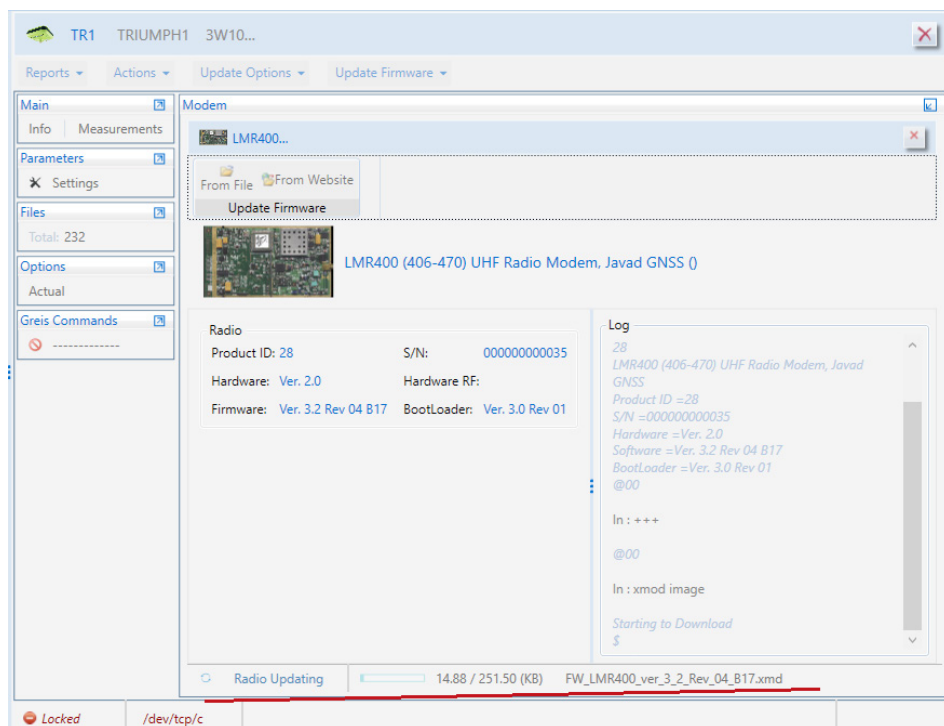 TR1 TRIUMPH1 3W10...
Reports Actions Update Options Update Firmware
Main
Info Measurements
Parameters
Settings
Files
Total: 232
Options
Actual
Greis Commands
-------------
Modem
LMR400...
From File From Website
Update Firmware
LMR400 (406-470) UHF Radio Modem, Javad GNSS ()
Radio
Product ID: 28 S/N: 000000000035
Hardware: Ver. 2.0 Hardware RF:
Firmware: Ver. 3.2 Rev 04 B17 BootLoader: Ver. 3.0 Rev 01
Log
28
LMR400 (406-470) UHF Radio Modem, Javad
GNSS
Product ID =28
S/N =000000000035
Hardware =Ver. 2.0
Software =Ver. 3.2 Rev 04 B17
BootLoader =Ver. 3.0 Rev 01
@00
In : +++
@00
In : xmod image
Starting to Download
$
Radio Updating 14.88 / 251.50 (KB) FW_LMR400_ver_3_2_Rev_04_B17.xmd
Locked /dev/tcp/c